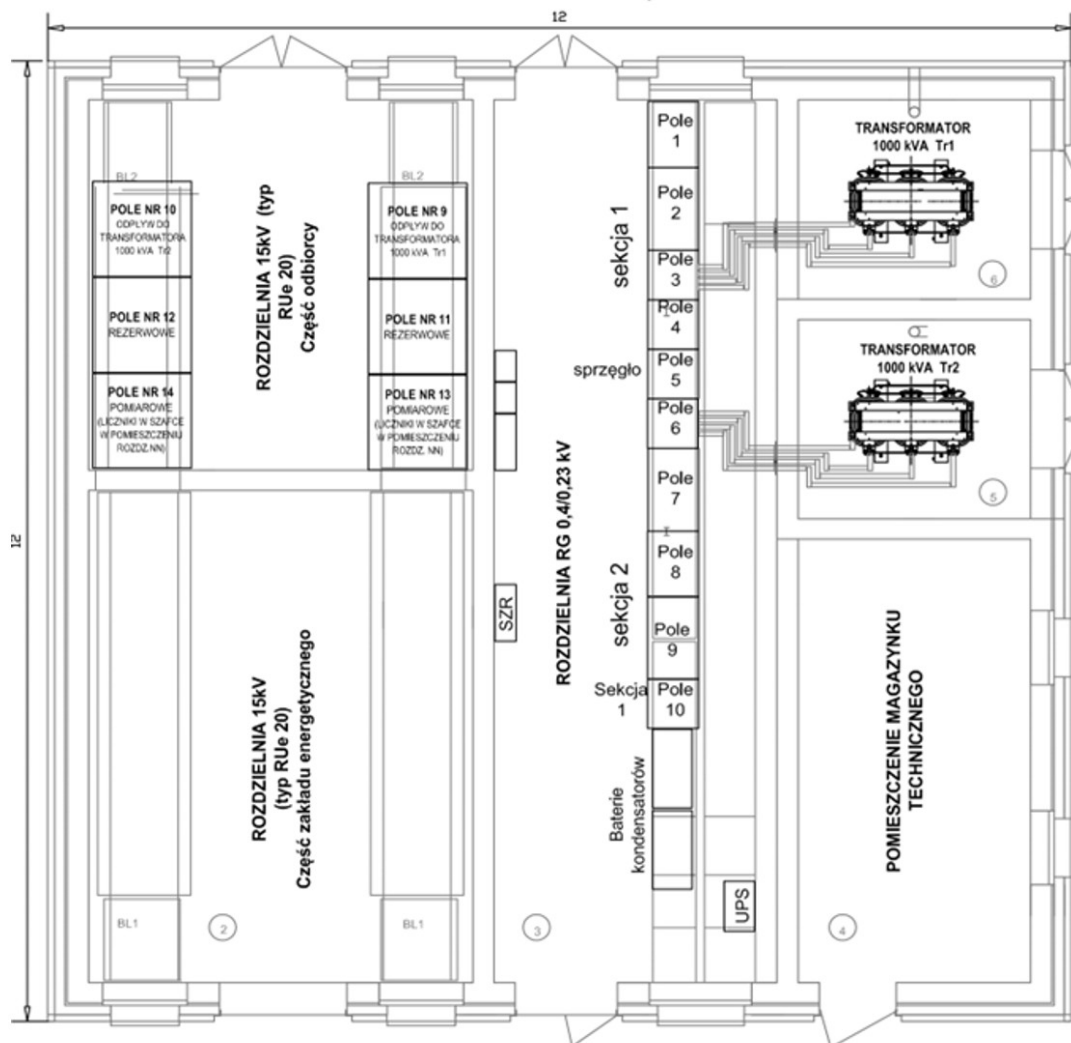 12
12
BL2
POLE NR 10
ODPŁYW DO
TRANSFORMATORA
1000 kVA Tr2
POLE NR 12
REZERWOWE
POLE NR 14
POMIAROWE
(LICZNIKI W SZAFCE
W POMIESZCZENIU
ROZDZ.NN)
ROZDZIELNIA 15kV (typ
RUe 20)
Część odbiorcy
BL2
POLE NR 9
ODPŁYW DO
TRANSFORMATORA
1000 kVA Tr1
POLE NR 11
REZERWOWE
POLE NR 13
POMIAROWE
(LICZNIKI W SZAFCE
W POMIESZCZENIU
ROZDZ. NN)
ROZDZIELNIA 15kV
(typ RUe 20)
Część zakładu energetycznego
BL1
2
BL1
SZR
ROZDZIELNIA RG 0,4/0,23 kV
3
sekcja 1
sprzęgło
sekcja 2
Sekcja
1
Baterie
kondensatorów
Pole
1
Pole
2
Pole
3
Pole
4
Pole
5
Pole
6
Pole
7
Pole
8
Pole
9
Pole
10
UPS
TRANSFORMATOR
1000 kVA Tr1
6
TRANSFORMATOR
1000 kVA Tr2
5
POMIESZCZENIE MAGAZYNKU
TECHNICZNEGO
4